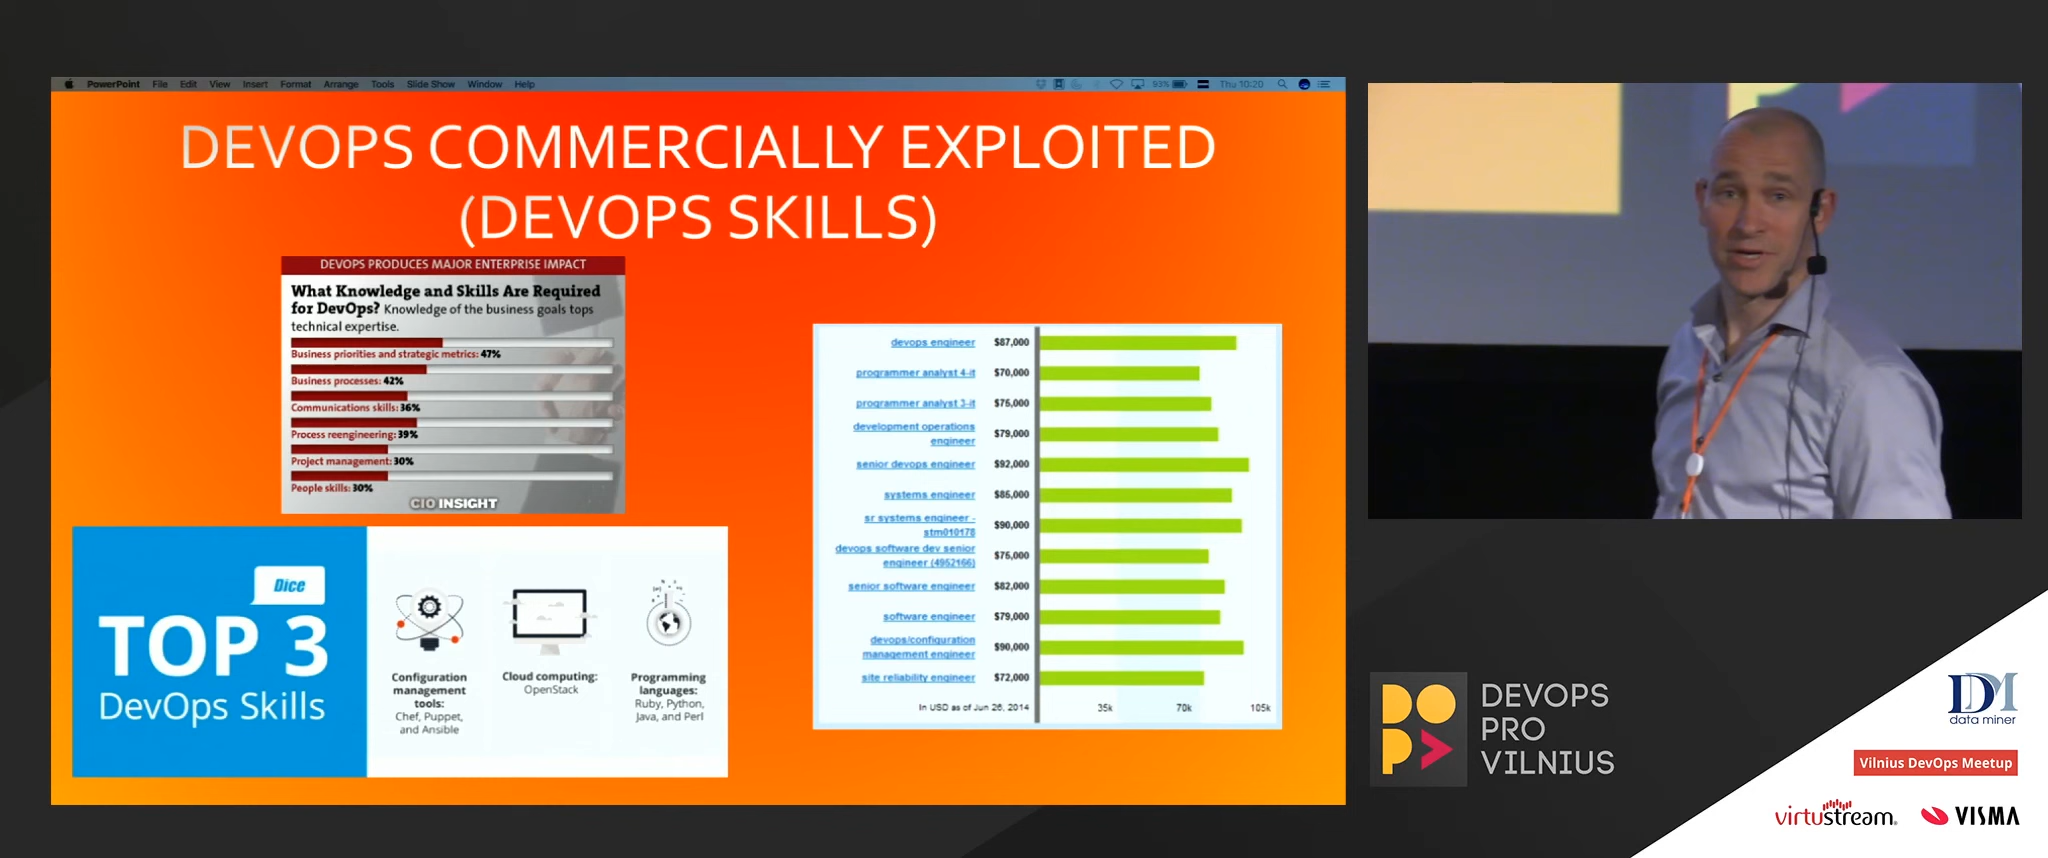 PowerPoint File Edit View Insert Format Arrange Tools Slide Show Window Help
93% Thu 10:20
DEVOPS COMMERCIALLY EXPLOITED
(DEVOPS SKILLS)
DEVOPS PRODUCES MAJOR ENTERPRISE IMPACT
What Knowledge and Skills Are Required
for DevOps? Knowledge of the business goals tops
technical expertise.
Business priorities and strategic metrics: 47%
Business processes: 42%
Communications skills: 36%
Process reengineering: 39%
Project management: 30%
People skills: 30%
CIO INSIGHT
Dice
TOP 3
DevOps Skills
Configuration
management
tools:
Chef, Puppet,
and Ansible
Cloud computing:
OpenStack
Programming
languages:
Ruby, Python,
Java, and Perl
devops engineer $87,000
programmer analyst 4-it $70,000
programmer analyst 3-it $75,000
development operations
engineer $79,000
senior devops engineer $92,000
systems engineer $85,000
sr systems engineer -
stm010178 $90,000
devops software dev senior
engineer (4952166) $75,000
senior software engineer $82,000
software engineer $79,000
devops/configuration
management engineer $90,000
site reliability engineer $72,000
In USD as of Jun 26, 2014 35k 70k 105k
DEVOPS
PRO
VILNIUS
DM
data miner
Vilnius DevOps Meetup
virtustream
VISMA